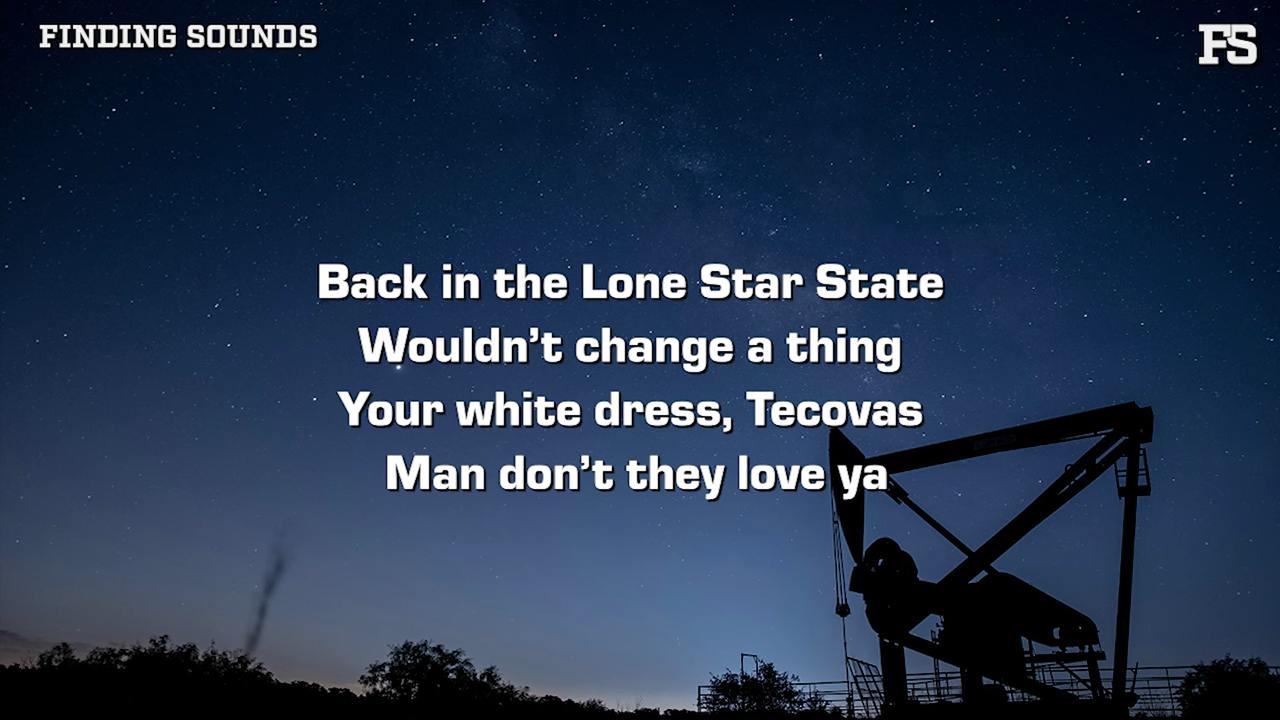 FINDING SOUNDS
FS
Back in the Lone Star State
Wouldn’t change a thing
Your white dress, Tecovas
Man don’t they love ya